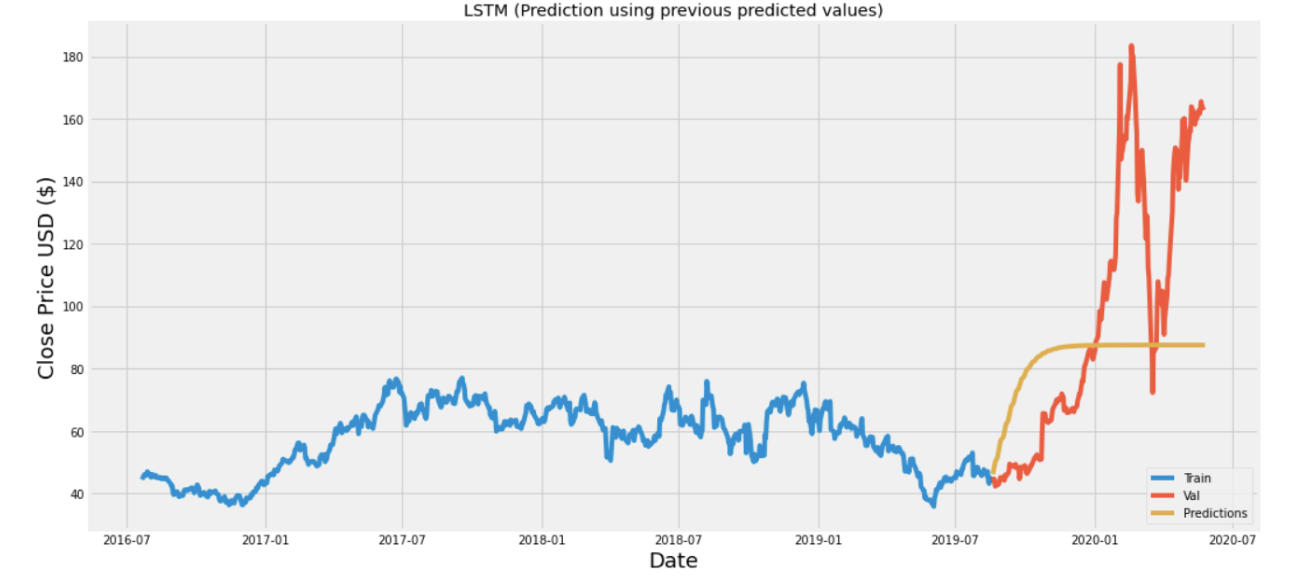 LSTM (Prediction using previous predicted values)
Close Price USD ($)
180
160
140
120
100
80
60
40
2016-07 2017-01 2017-07 2018-01 2018-07 2019-01 2019-07 2020-01 2020-07
Date
Train
Val
Predictions